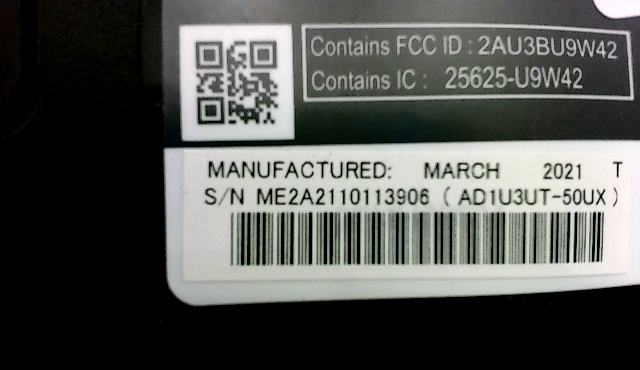 Contains FCC ID : 2AU3BU9W42
Contains IC : 25625-U9W42
MANUFACTURED: MARCH 2021 T
S/N ME2A2110113906 ( AD1U3UT-50UX )